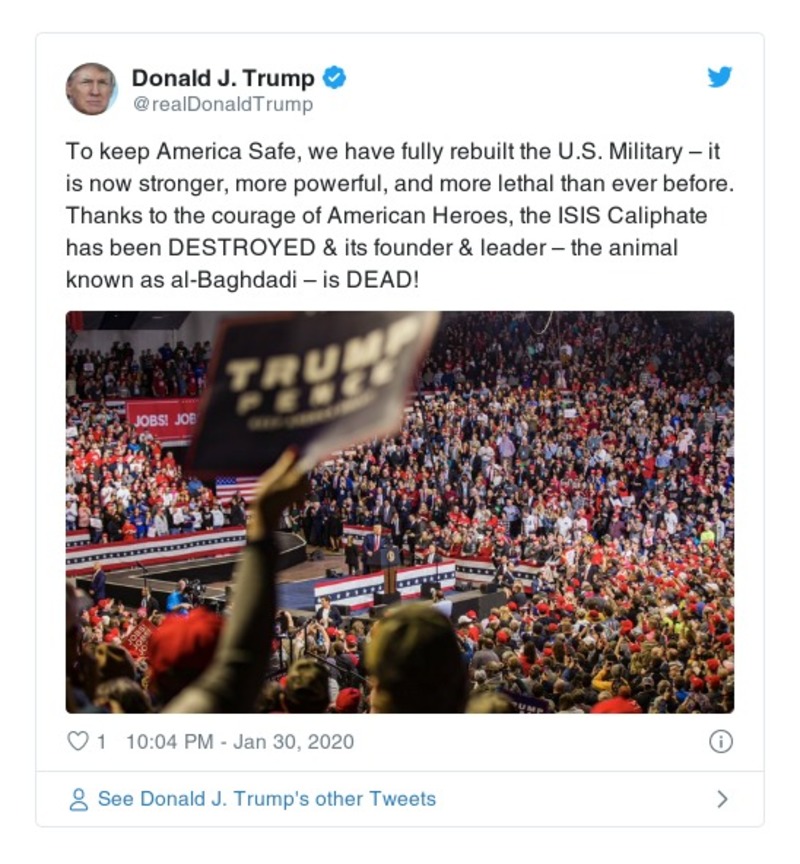 Donald J. Trump
@realDonaldTrump
To keep America Safe, we have fully rebuilt the U.S. Military – it
is now stronger, more powerful, and more lethal than ever before.
Thanks to the courage of American Heroes, the ISIS Caliphate
has been DESTROYED & its founder & leader – the animal
known as al-Baghdadi – is DEAD!
TRUMP
PENCE
JOBS! JOB
1 10:04 PM - Jan 30, 2020
See Donald J. Trump's other Tweets